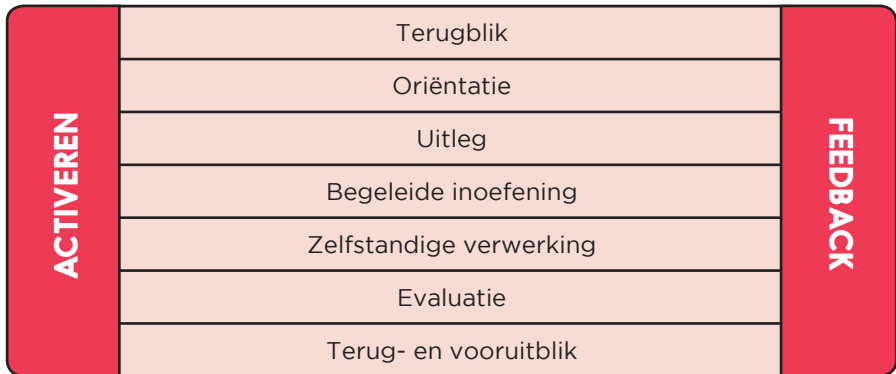 ACTIVEREN
Terugblik
Oriëntatie
Uitleg
Begeleide inoefening
Zelfstandige verwerking
Evaluatie
Terug- en vooruitblik
FEEDBACK